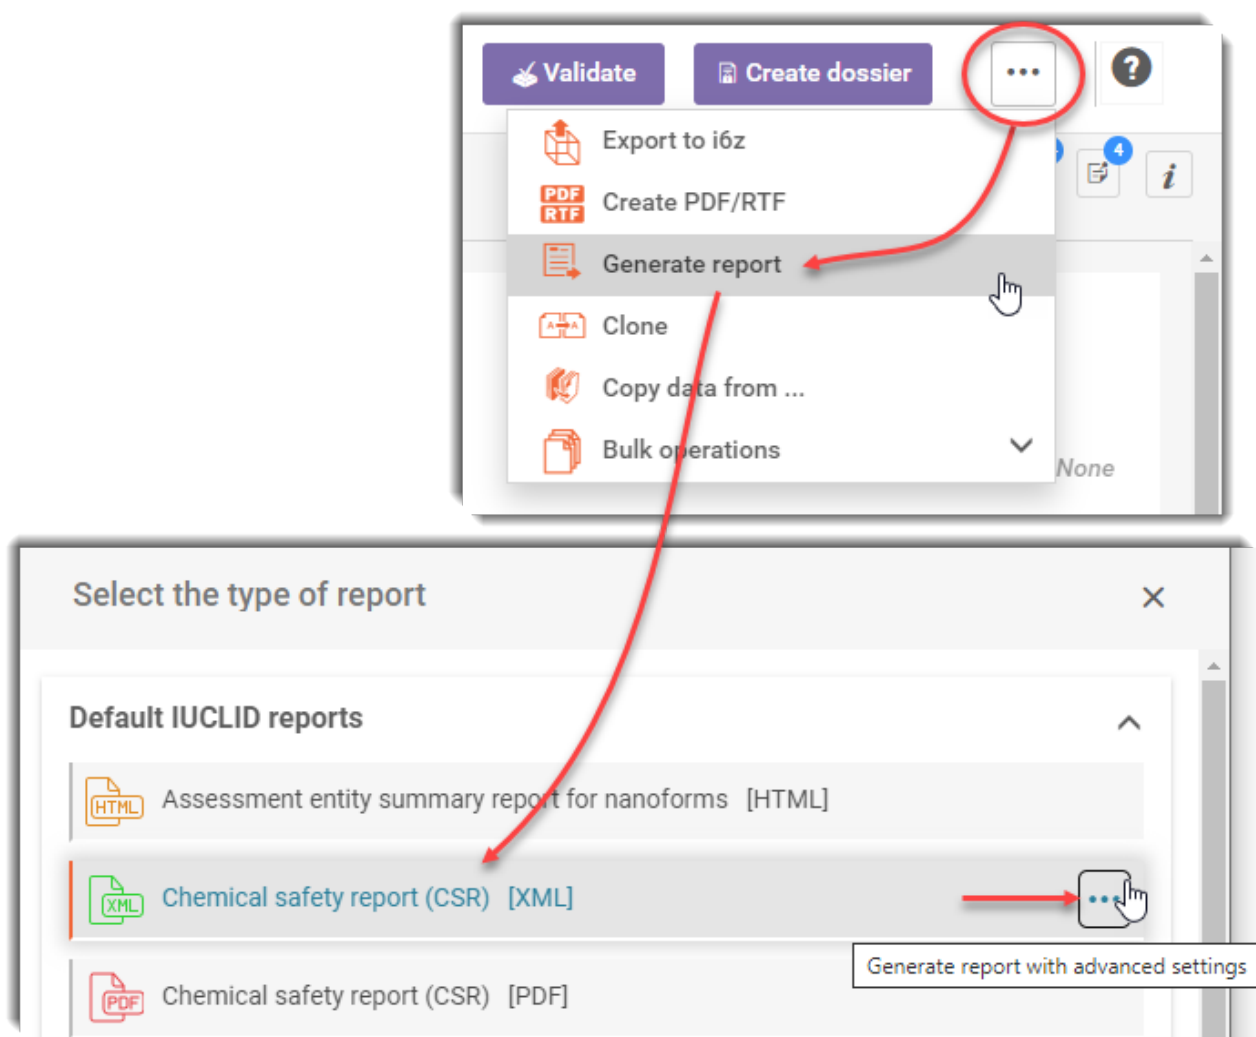 Validate
Create dossier
•••
?
Export to i6z
4
i
PDF
RTF
Create PDF/RTF
Generate report
A A
Clone
Copy data from ...
Bulk operations
None
Select the type of report
Default IUCLID reports
HTML
Assessment entity summary report for nanoforms [HTML]
XML
Chemical safety report (CSR) [XML]
•••
Generate report with advanced settings
PDF
Chemical safety report (CSR) [PDF]